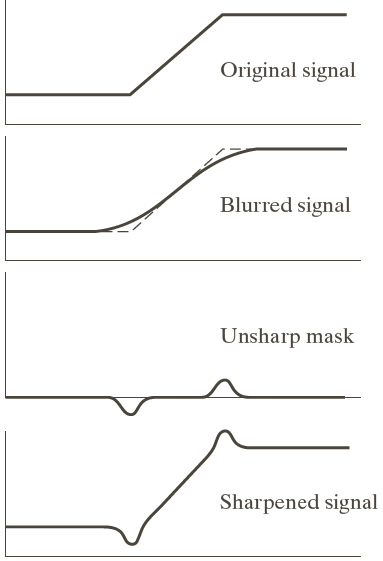 Original signal
Blurred signal
Unsharp mask
Sharpened signal